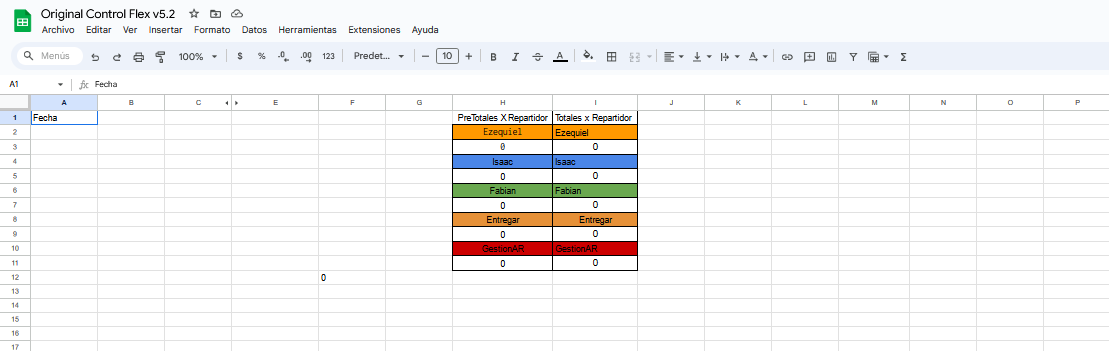 Original Control Flex v5.2
Archivo Editar Ver Insertar Formato Datos Herramientas Extensiones Ayuda
Menús 100% $ % .0 .00 123 Predet... 10 B I A
A1 fx Fecha
A B C E F G H I J K L M N O P
1 Fecha PreTotales X Repartidor Totales x Repartidor
2 Ezequiel Ezequiel
3 0 0
4 Isaac Isaac
5 0 0
6 Fabian Fabian
7 0 0
8 Entregar Entregar
9 0 0
10 GestionAR GestionAR
11 0 0
12 0
13
14
15
16
17